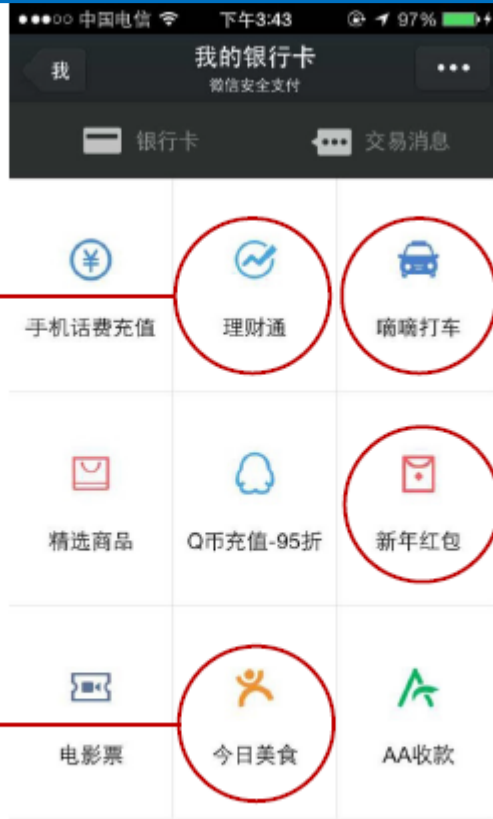 中国电信 下午3:43 97%
我 我的银行卡
微信安全支付
银行卡 交易消息
手机话费充值 理财通 嘀嘀打车
精选商品 Q币充值-95折 新年红包
电影票 今日美食 AA收款